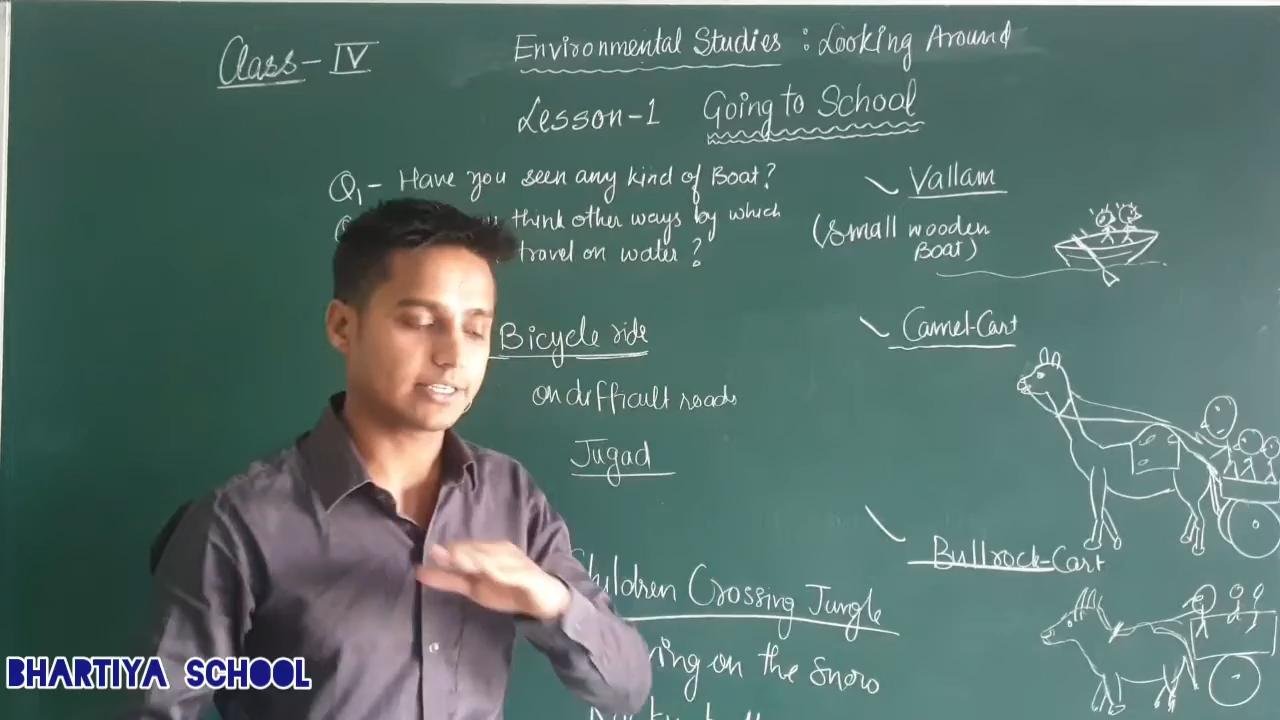 Class-IV
Environmental Studies : Looking Around
Lesson-1 Going to School
Q1- Have you seen any kind of Boat?
think other ways by which
travel on water?
Vallam
(Small wooden
Boat)
Bicycle ride
on difficult roads
Jugad
Camel-Cart
Bullrock-Cart
Children Crossing Jungle
on the snow
BHARTIYA SCHOOL